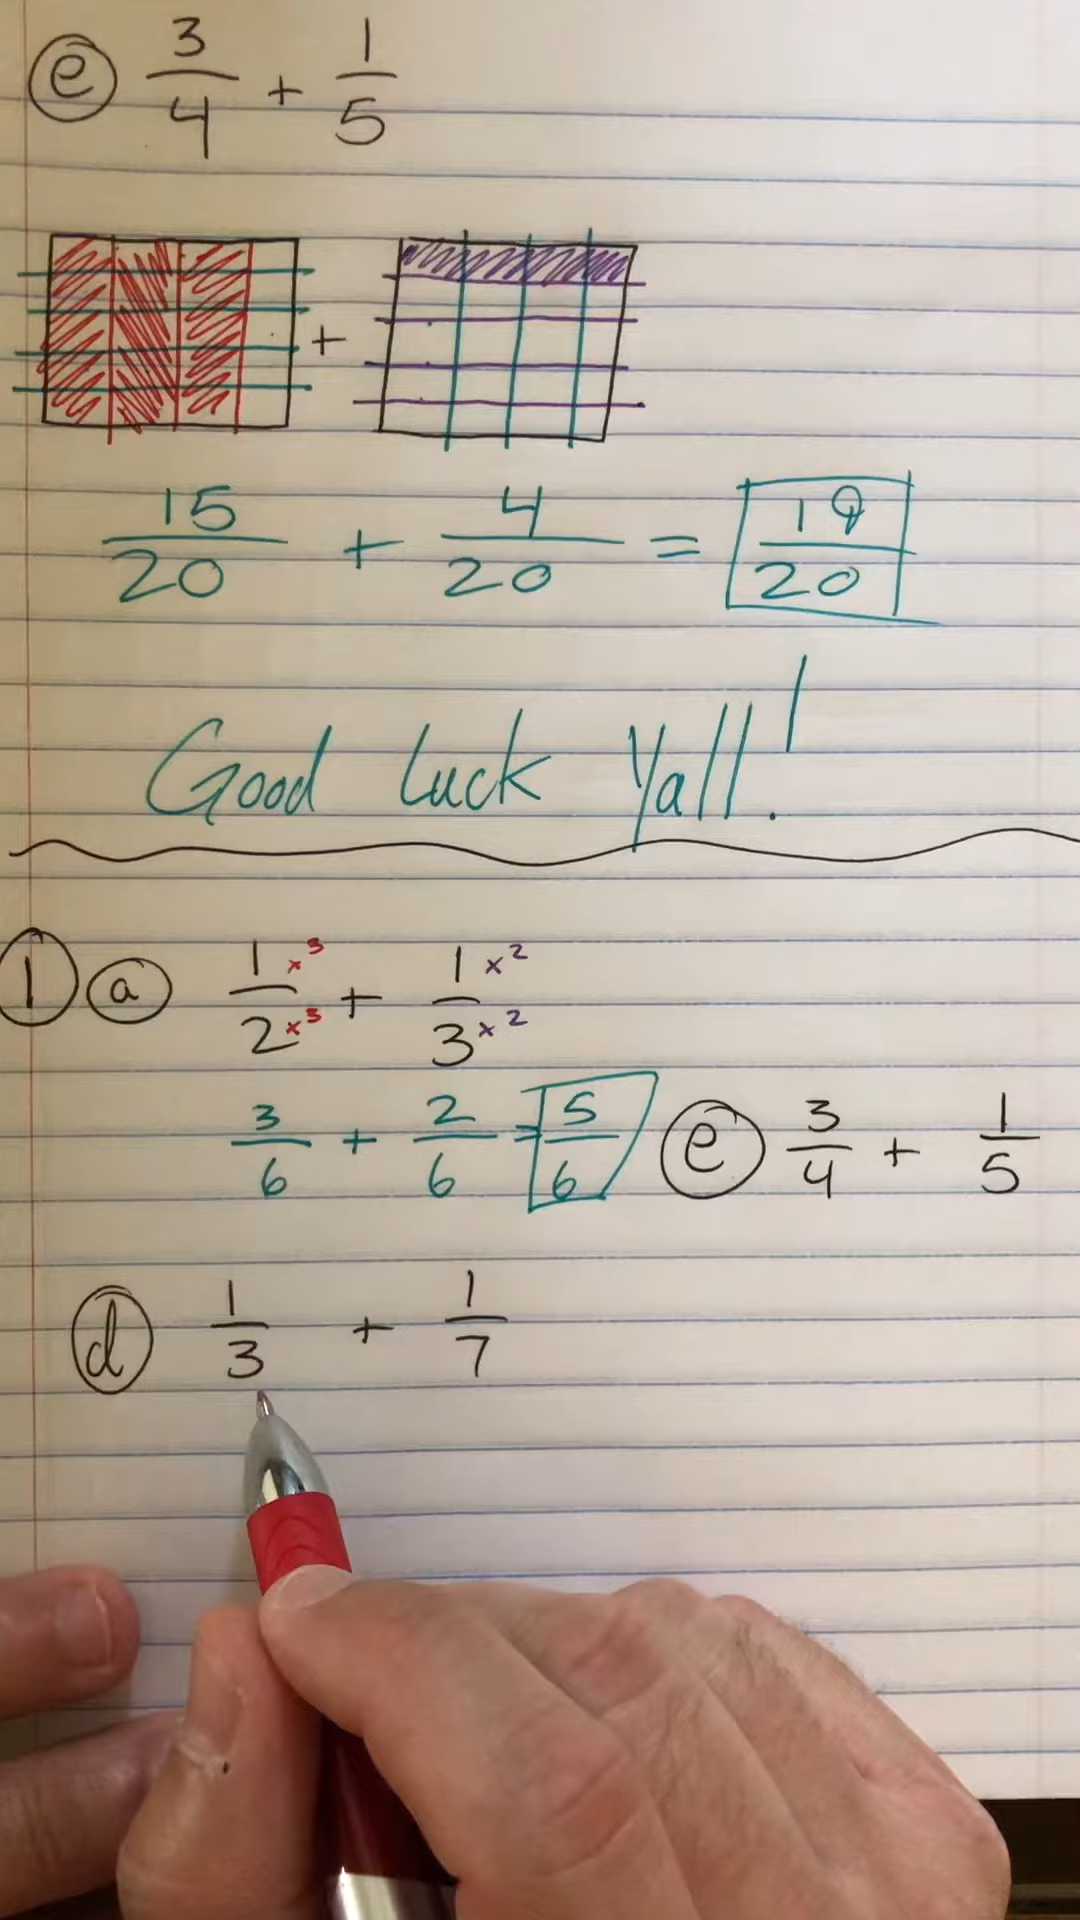 ⓔ 3/4 + 1/5
+
15/20 + 4/20 = 19/20
Good Luck Yall!
① ⓐ 1×3/2×3 + 1×2/3×2
3/6 + 2/6 = 5/6
ⓔ 3/4 + 1/5
ⓓ 1/3 + 1/7